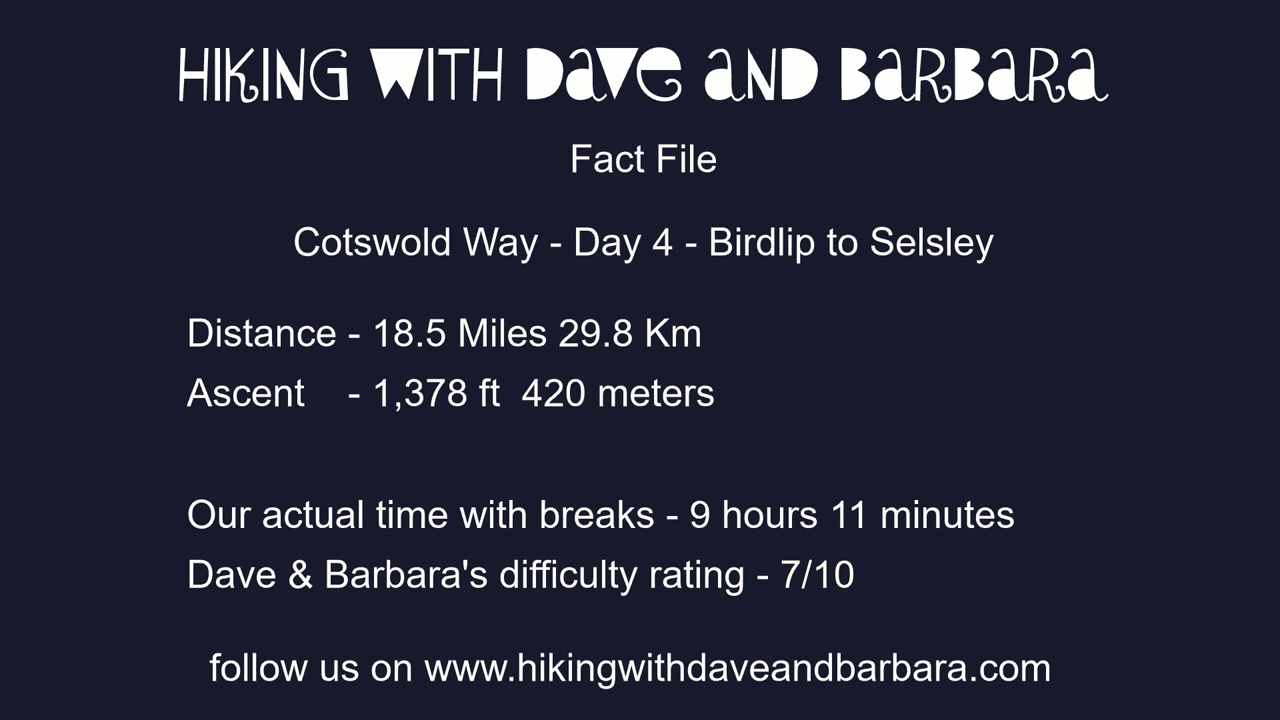 HIKING WITH DaVe aND BaRBaRa
Fact File
Cotswold Way - Day 4 - Birdlip to Selsley
Distance - 18.5 Miles 29.8 Km
Ascent - 1,378 ft 420 meters
Our actual time with breaks - 9 hours 11 minutes
Dave & Barbara's difficulty rating - 7/10
follow us on www.hikingwithdaveandbarbara.com